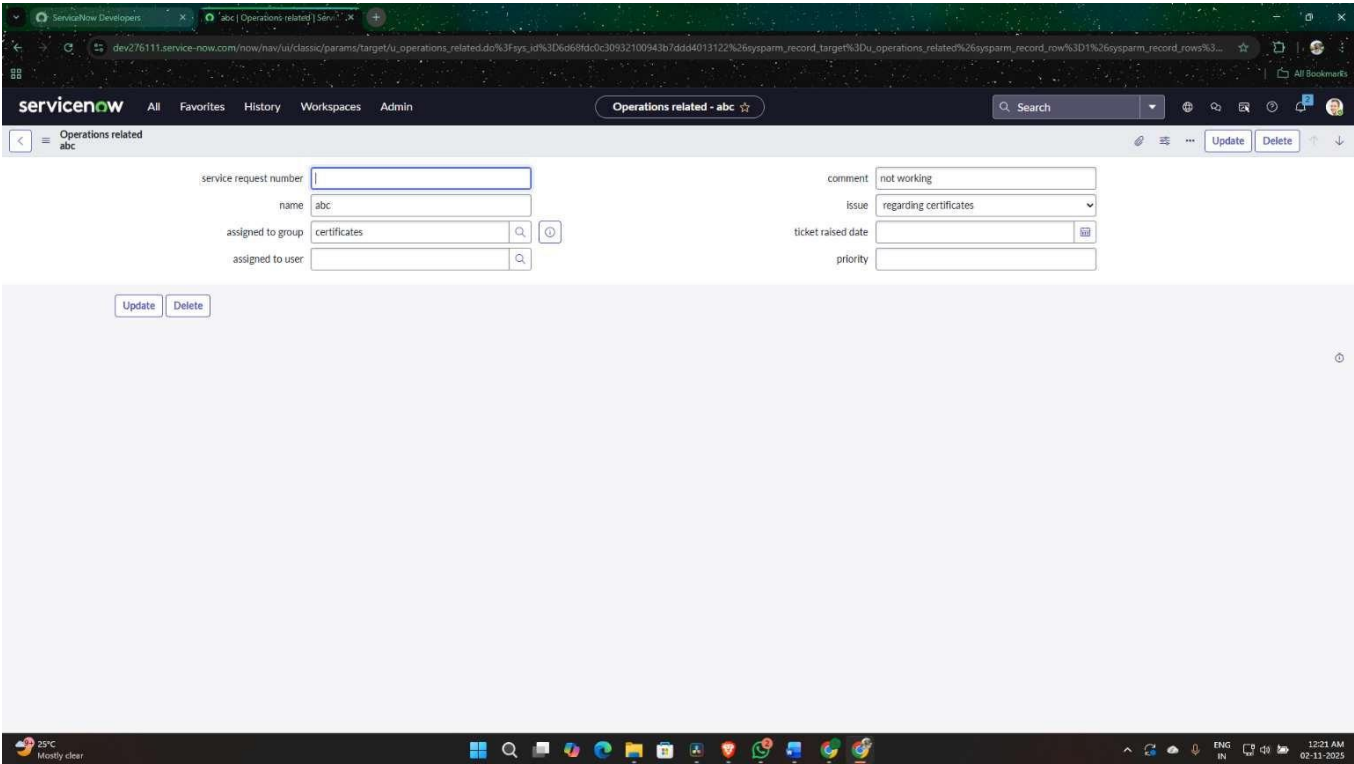 ServiceNow Developers
abc | Operations related | Serv
dev276111.service-now.com/now/nav/ui/classic/params/target/u_operations_related.do%3Fsys_id%3D6d68fdc0c30932100943b7ddd4013122%26sysparm_record_target%3Du_operations_related%26sysparm_record_row%3D1%26sysparm_record_rows%3...
All Bookmarks
servicenow All Favorites History Workspaces Admin Operations related - abc Search 2
Operations related
abc
Update Delete
service request number
comment not working
name abc
issue regarding certificates
assigned to group certificates
ticket raised date
assigned to user
priority
Update Delete
25°C
Mostly clear
ENG
IN
12:21 AM
02-11-2025